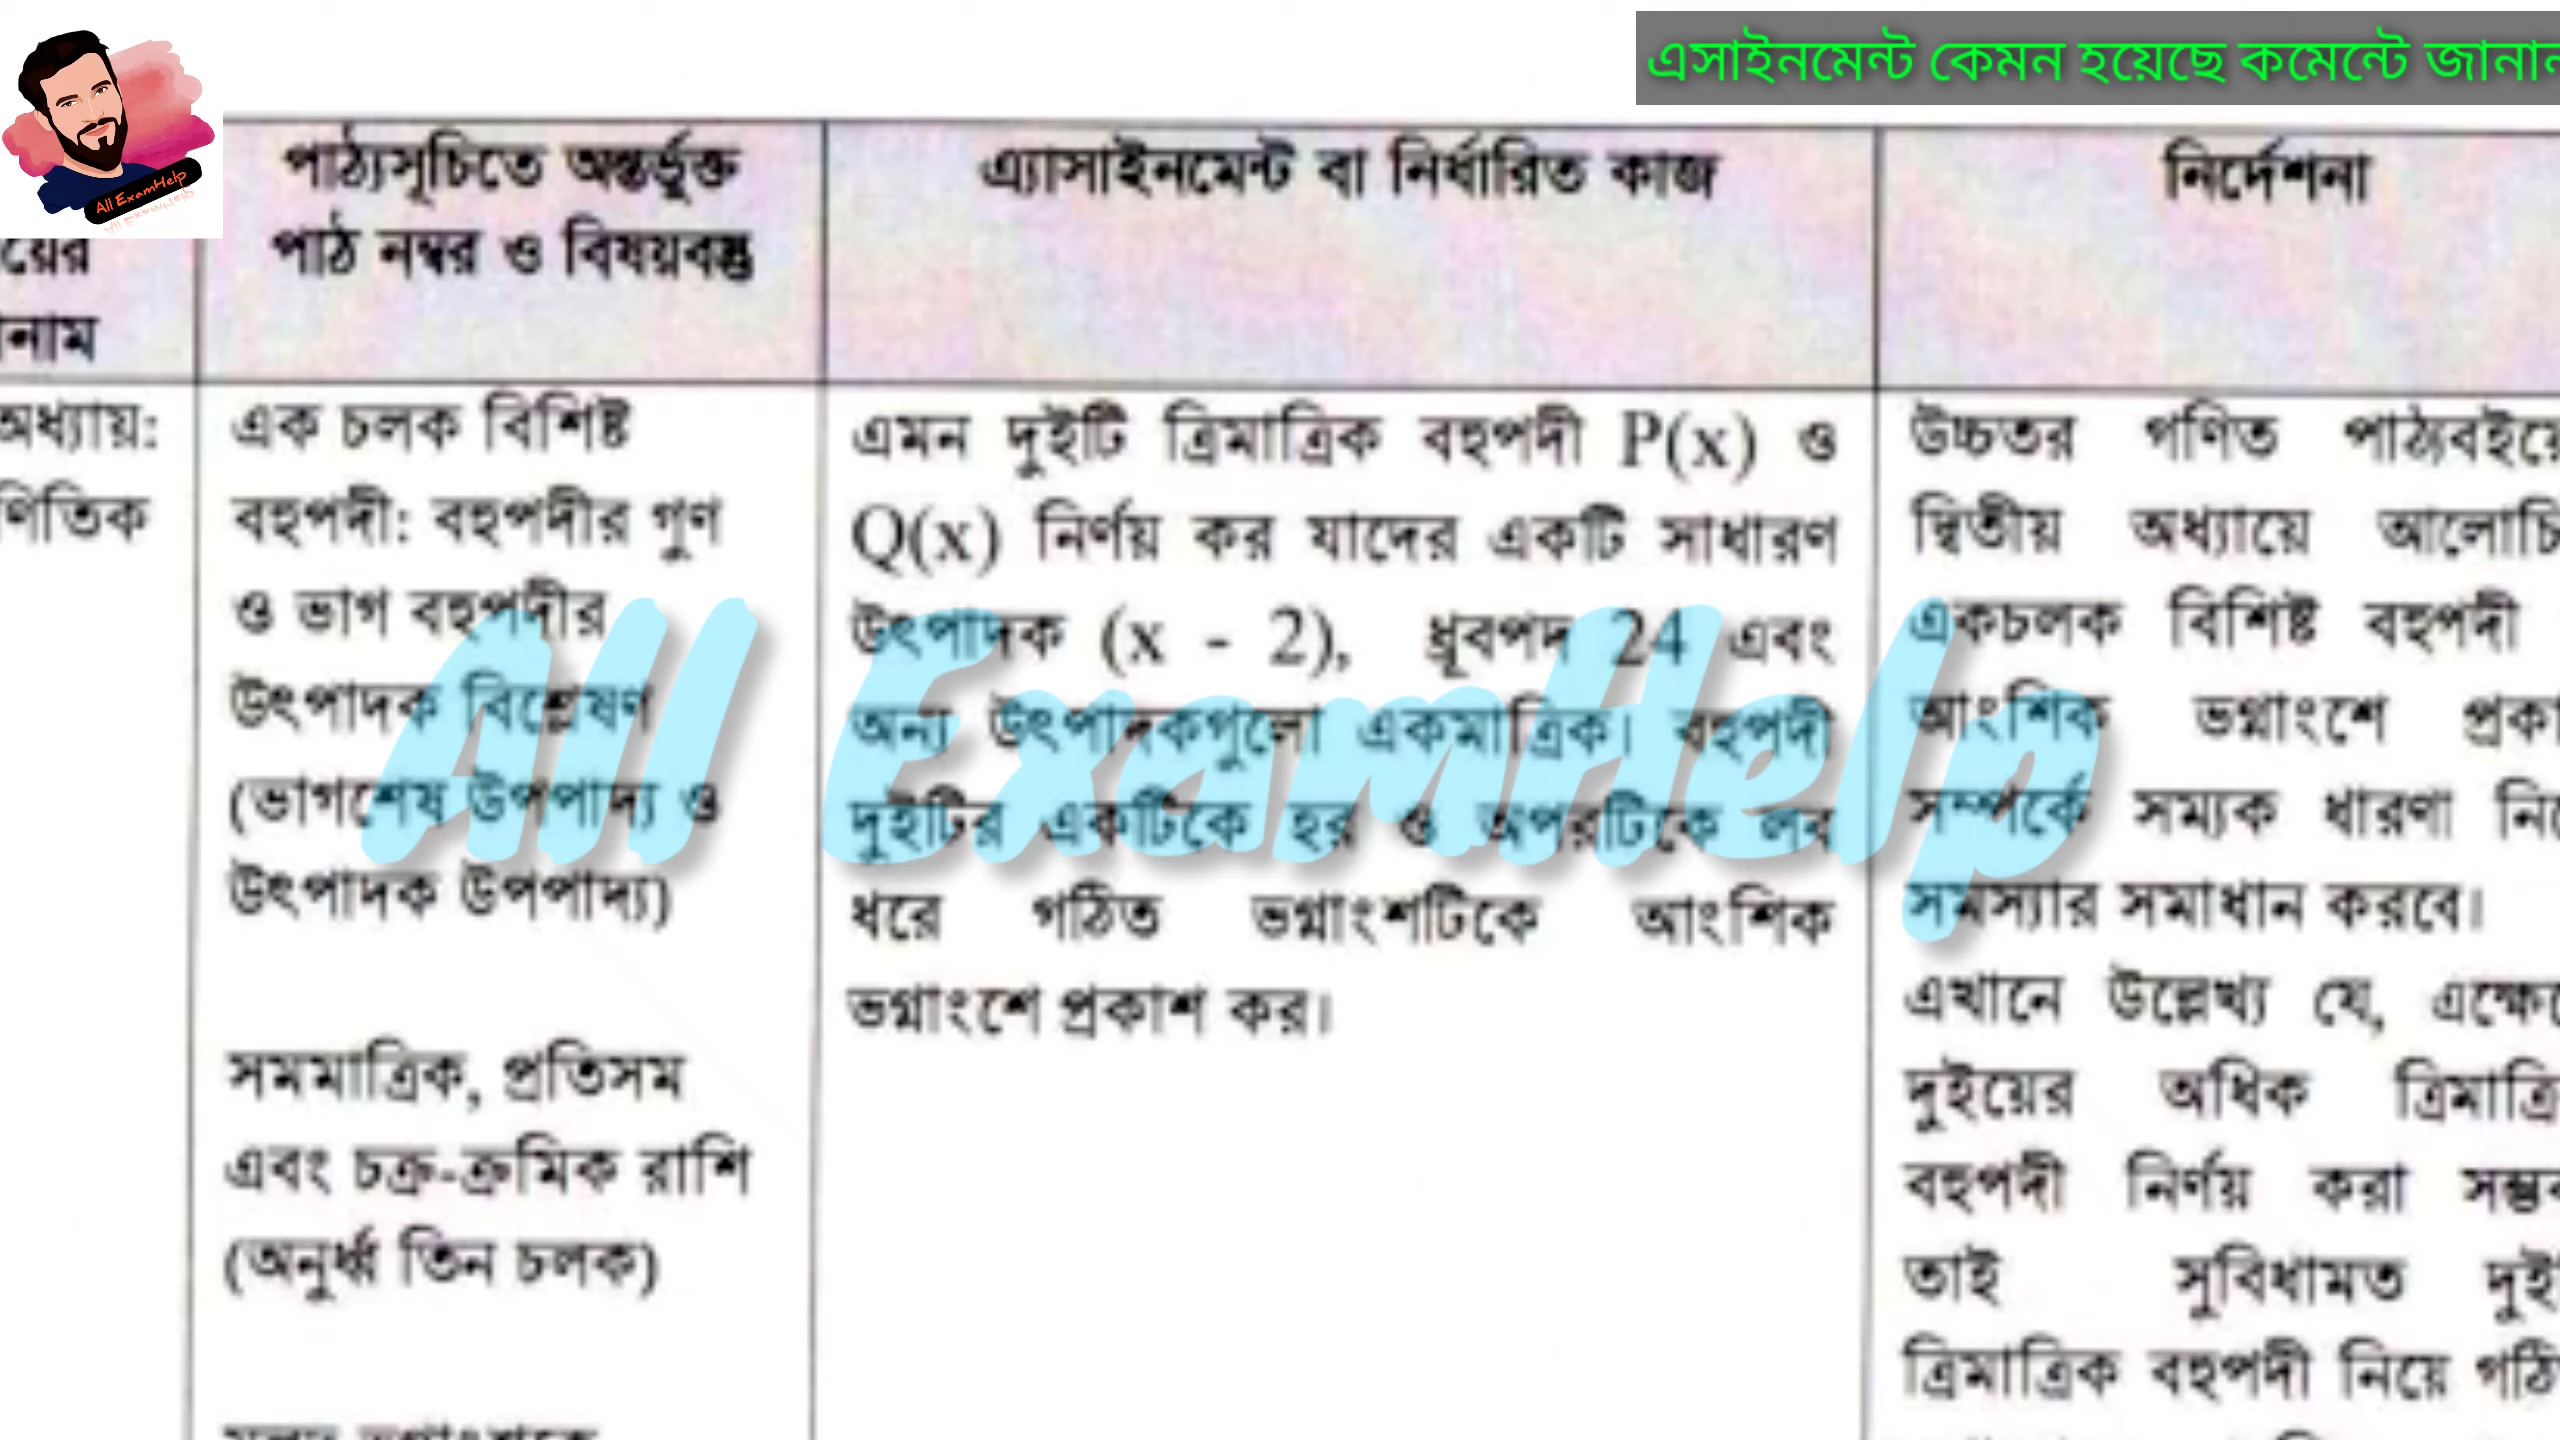 এসাইনমেন্ট কেমন হয়েছে কমেন্টে জানান
All ExamHelp
য়ের
নাম
পাঠ্যসূচিতে অন্তর্ভূক্ত
পাঠ নম্বর ও বিষয়বস্তু
এ্যাসাইনমেন্ট বা নির্ধারিত কাজ
নির্দেশনা
অধ্যায়:
ণিতিক
এক চলক বিশিষ্ট
বহুপদী: বহুপদীর গুণ
ও ভাগ বহুপদীর
উৎপাদক বিশ্লেষণ
(ভাগশেষ উপপাদ্য ও
উৎপাদক উপপাদ্য)
সমমাত্রিক, প্রতিসম
এবং চক্র-ক্রমিক রাশি
(অনুর্ধ্ব তিন চলক)
এমন দুইটি ত্রিমাত্রিক বহুপদী P(x) ও
Q(x) নির্ণয় কর যাদের একটি সাধারণ
উৎপাদক (x - 2), ধ্রূবপদ 24 এবং
অন্য উৎপাদকগুলো একমাত্রিক। বহুপদী
দুইটির একটিকে হর ও অপরটিকে লব
ধরে গঠিত ভগ্নাংশটিকে আংশিক
ভগ্নাংশে প্রকাশ কর।
উচ্চতর গণিত পাঠ্যবইয়ে
দ্বিতীয় অধ্যায়ে আলোচি
একচলক বিশিষ্ট বহুপদী
আংশিক ভগ্নাংশে প্রকা
সম্পর্কে সম্যক ধারণা নি
সমস্যার সমাধান করবে।
এখানে উল্লেখ্য যে, এক্ষে
দুইয়ের অধিক ত্রিমাত্রি
বহুপদী নির্ণয় করা সম্ভব
তাই সুবিধামত দুই
ত্রিমাত্রিক বহুপদী নিয়ে গঠি
All ExamHelp